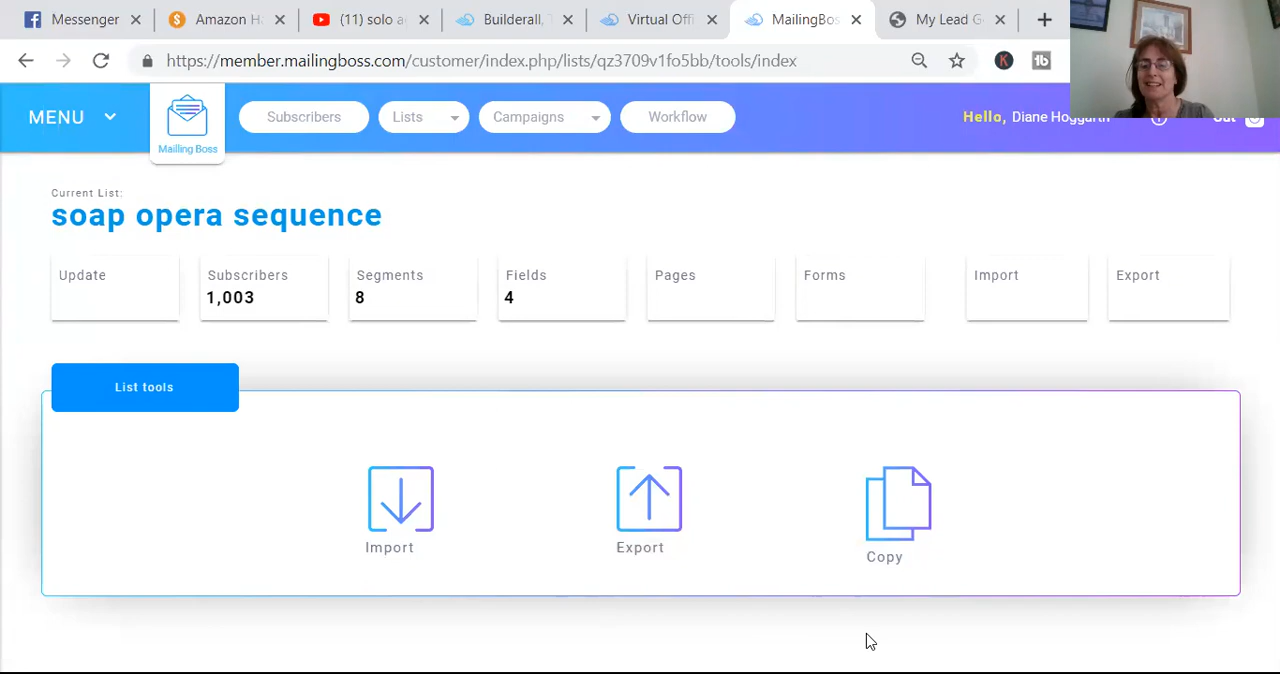 Messenger
Amazon H
(11) solo a
Builderall,
Virtual Offi
MailingBos
My Lead G
https://member.mailingboss.com/customer/index.php/lists/qz3709v1fo5bb/tools/index
K
MENU
Mailing Boss
Subscribers
Lists
Campaigns
Workflow
Hello, Diane Hoggarth
Current List:
soap opera sequence
Update
Subscribers
1,003
Segments
8
Fields
4
Pages
Forms
Import
Export
List tools
Import
Export
Copy